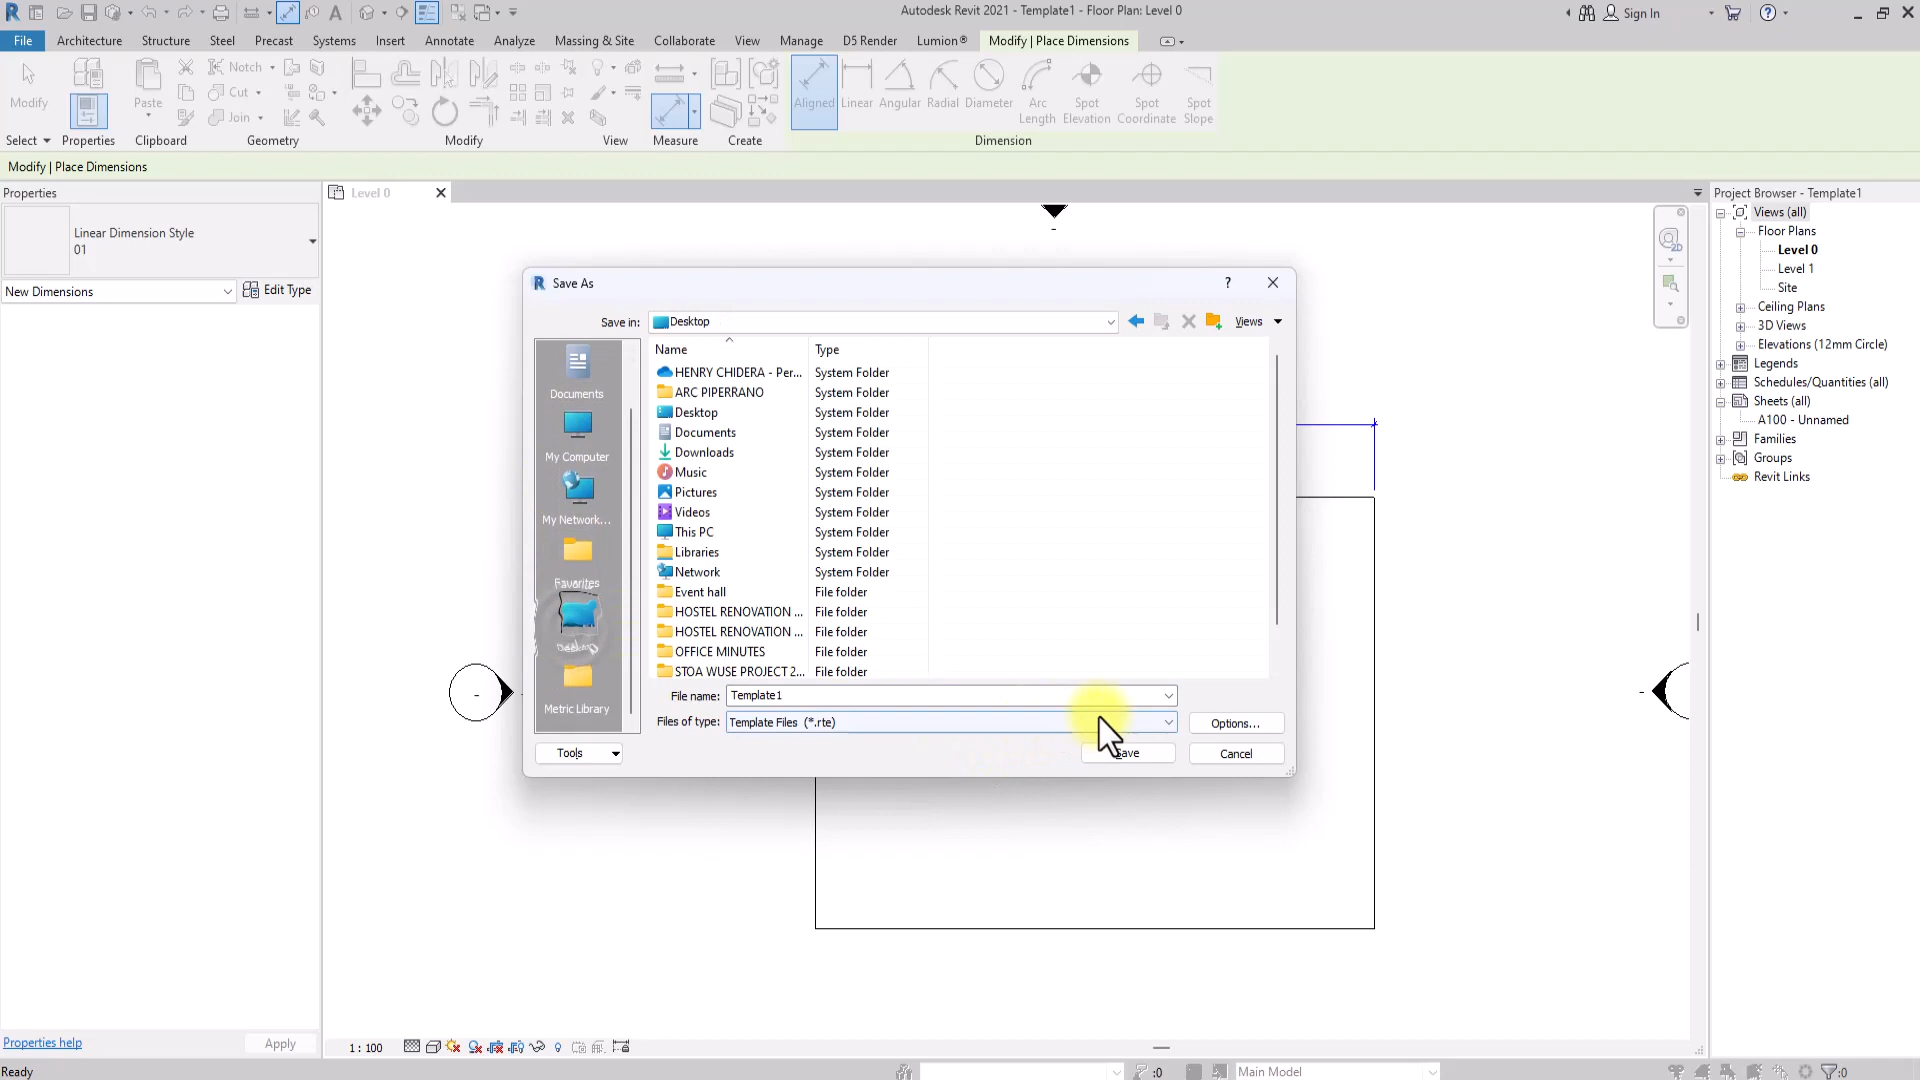 Autodesk Revit 2021 - Template1 - Floor Plan: Level 0
Sign In
File Architecture Structure Steel Precast Systems Insert Annotate Analyze Massing & Site Collaborate View Manage D5 Render Lumion® Modify | Place Dimensions
Modify
Paste
Notch
Cut
Join
Aligned Linear Angular Radial Diameter Arc Length Spot Elevation Spot Coordinate Spot Slope
Select Properties Clipboard Geometry Modify View Measure Create Dimension
Modify | Place Dimensions
Properties
Level 0
Project Browser - Template1
Linear Dimension Style
01
New Dimensions
Edit Type
Views (all)
Floor Plans
Level 0
Level 1
Site
Ceiling Plans
3D Views
Elevations (12mm Circle)
Legends
Schedules/Quantities (all)
Sheets (all)
A100 - Unnamed
Families
Groups
Revit Links
2D
Save As
?
Save in: Desktop Views
Name Type
HENRY CHIDERA - Per... System Folder
ARC PIPERRANO System Folder
Desktop System Folder
Documents System Folder
Downloads System Folder
Music System Folder
Pictures System Folder
Videos System Folder
This PC System Folder
Libraries System Folder
Network System Folder
Event hall File folder
HOSTEL RENOVATION ... File folder
HOSTEL RENOVATION ... File folder
OFFICE MINUTES File folder
STOA WUSE PROJECT 2... File folder
Documents
My Computer
My Network...
Favorites
Desktop
Metric Library
File name: Template1
Files of type: Template Files (*.rte)
Options...
Tools
Save
Cancel
Properties help
Apply
1 : 100
Ready
:0
Main Model
:0